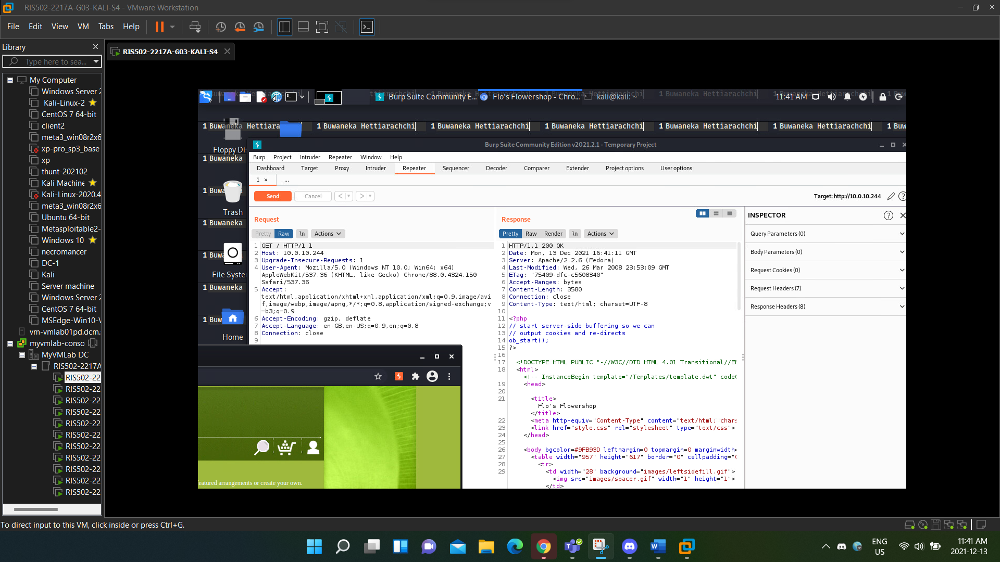 RIS502-2217A-G03-KALI-S4 - VMware Workstation
File Edit View VM Tabs Help
Library
Type here to sea...
RIS502-2217A-G03-KALI-S4
My Computer
Windows Server 2
Kali-Linux-2
CentOS 7 64-bit
client2
meta3_win08r2x6
xp-pro_sp3_base
xp
thunt-202102
Kali Machine
Kali-Linux-2020.4
meta3_win08r2x6
Ubuntu 64-bit
Metasploitable2-
Windows 10
necromancer
DC-1
Kali
Server machine
Windows Server 2
CentOS 7 64-bit
MSEdge-Win10-V
vm-vmlab01pd.dcm.
myvmlab-conso
MyVMLab DC
RIS502-2217A
RIS502-22
RIS502-22
RIS502-22
RIS502-22
RIS502-22
RIS502-22
RIS502-22
RIS502-22
RIS502-22
RIS502-22
RIS502-22
Burp Suite Community E...
Flo's Flowershop - Chro...
kali@kali: ~
11:41 AM
1 Buwaneka Hettiara
1 Buwaneka Hettiarachchi
1 Buwaneka Hettiarachchi
1 Buwaneka Hettiarachchi
1 Buwaneka Hettiarachchi
1 Buwaneka Hettiarachchi
1 Buw
Floppy Dis
1 Buwaneka
1 Buwaneka
Trash
1 Buwaneka
1 Buwaneka
File System
1 Buwaneka
1 Buw
Home
Burp Suite Community Edition v2021.2.1 - Temporary Project
Burp Project Intruder Repeater Window Help
Dashboard Target Proxy Intruder Repeater Sequencer Decoder Comparer Extender Project options User options
1 × ...
Send Cancel < > Target: http://10.0.10.244
Request
Pretty Raw \n Actions
1 GET / HTTP/1.1
2 Host: 10.0.10.244
3 Upgrade-Insecure-Requests: 1
4 User-Agent: Mozilla/5.0 (Windows NT 10.0; Win64; x64)
AppleWebKit/537.36 (KHTML, like Gecko) Chrome/88.0.4324.150
Safari/537.36
5 Accept:
text/html,application/xhtml+xml,application/xml;q=0.9,image/avi
f,image/webp,image/apng,*/*;q=0.8,application/signed-exchange;v
=b3;q=0.9
6 Accept-Encoding: gzip, deflate
7 Accept-Language: en-GB,en-US;q=0.9,en;q=0.8
8 Connection: close
9
Response
Pretty Raw Render \n Actions
1 HTTP/1.1 200 OK
2 Date: Mon, 13 Dec 2021 16:41:11 GMT
3 Server: Apache/2.2.6 (Fedora)
4 Last-Modified: Wed, 26 Mar 2008 23:53:09 GMT
5 ETag: "75409-dfc-c5608340"
6 Accept-Ranges: bytes
7 Content-Length: 3580
8 Connection: close
9 Content-Type: text/html; charset=UTF-8
10
11 <?php
12 // start server-side buffering so we can
13 // output cookies and re-directs
14 ob_start();
15 ?>
16
17 <!DOCTYPE HTML PUBLIC "-//W3C//DTD HTML 4.01 Transitional//EN
18 <html>
<!-- InstanceBegin template="/Templates/template.dwt" code
19 <head>
20
21 <title>
Flo's Flowershop
</title>
22 <meta http-equiv="Content-Type" content="text/html; chars
23 <link href="style.css" rel="stylesheet" type="text/css">
24 </head>
25
26 <body bgcolor=#9FB93D leftmargin=0 topmargin=0 marginwidth=
27 <table width="957" height="617" border="0" cellpadding="0
28 <tr>
29 <td width="28" background="images/leftsidefill.gif">
<img src="images/spacer.gif" width="1" height="1">
</td>
INSPECTOR
Query Parameters (0)
Body Parameters (0)
Request Cookies (0)
Request Headers (7)
Response Headers (8)
featured arrangements or create your own.
To direct input to this VM, click inside or press Ctrl+G.
ENG
US
11:41 AM
2021-12-13